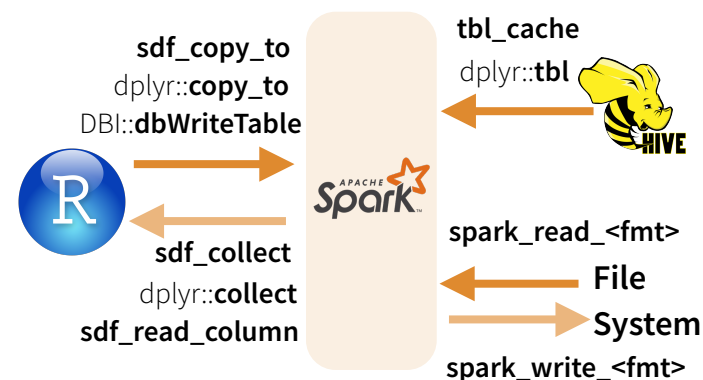 sdf_copy_to
dplyr::copy_to
DBI::dbWriteTable
R
sdf_collect
dplyr::collect
sdf_read_column
APACHE
Spark™
tbl_cache
dplyr::tbl
HIVE
spark_read_<fmt>
File
System
spark_write_<fmt>